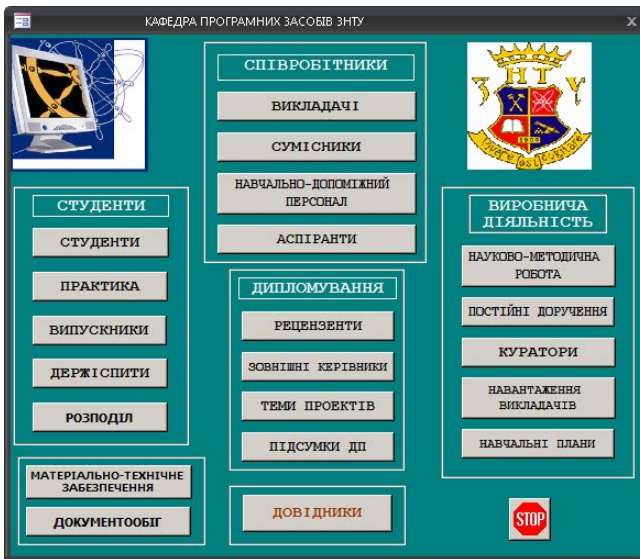 КАФЕДРА ПРОГРАМНИХ ЗАСОБІВ ЗНТУ
X
СПІВРОБІТНИКИ
ВИКЛАДАЧІ
СУМІСНИКИ
НАВЧАЛЬНО-ДОПОМІЖНИЙ
ПЕРСОНАЛ
АСПІРАНТИ
З Н Т У
1900
СТУДЕНТИ
СТУДЕНТИ
ПРАКТИКА
ВИПУСКНИКИ
ДЕРЖІСПИТИ
РОЗПОДІЛ
ДИПЛОМУВАННЯ
РЕЦЕНЗЕНТИ
ЗОВНІШНІ КЕРІВНИКИ
ТЕМИ ПРОЕКТІВ
ПІДСУМКИ ДП
ВИРОБНИЧА
ДІЯЛЬНІСТЬ
НАУКОВО-МЕТОДИЧНА
РОБОТА
ПОСТІЙНІ ДОРУЧЕННЯ
КУРАТОРИ
НАВАНТАЖЕННЯ
ВИКЛАДАЧІВ
НАВЧАЛЬНІ ПЛАНИ
МАТЕРІАЛЬНО-ТЕХНІЧНЕ
ЗАБЕЗПЕЧЕННЯ
ДОКУМЕНТООБІГ
ДОВІДНИКИ
STOP